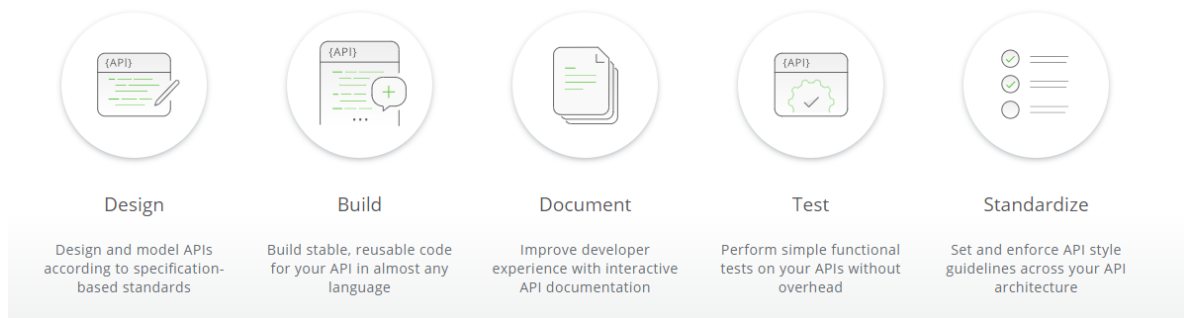 {API}
{API}
{API}
Design
Build
Document
Test
Standardize
Design and model APIs
according to specification-
based standards
Build stable, reusable code
for your API in almost any
language
Improve developer
experience with interactive
API documentation
Perform simple functional
tests on your APIs without
overhead
Set and enforce API style
guidelines across your API
architecture